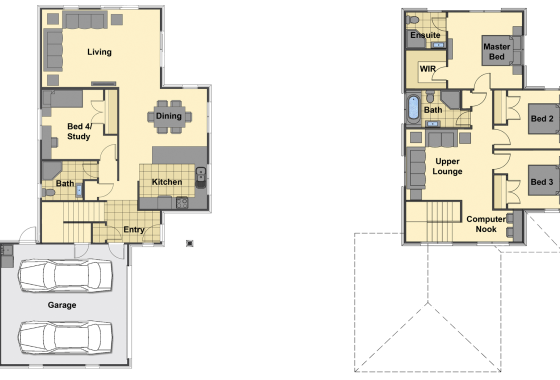 Living
Dining
Bed 4/
Study
Bath
Kitchen
Entry
Garage
Ensuite
Master
Bed
WIR
Bath
Bed 2
Upper
Lounge
Bed 3
Computer
Nook